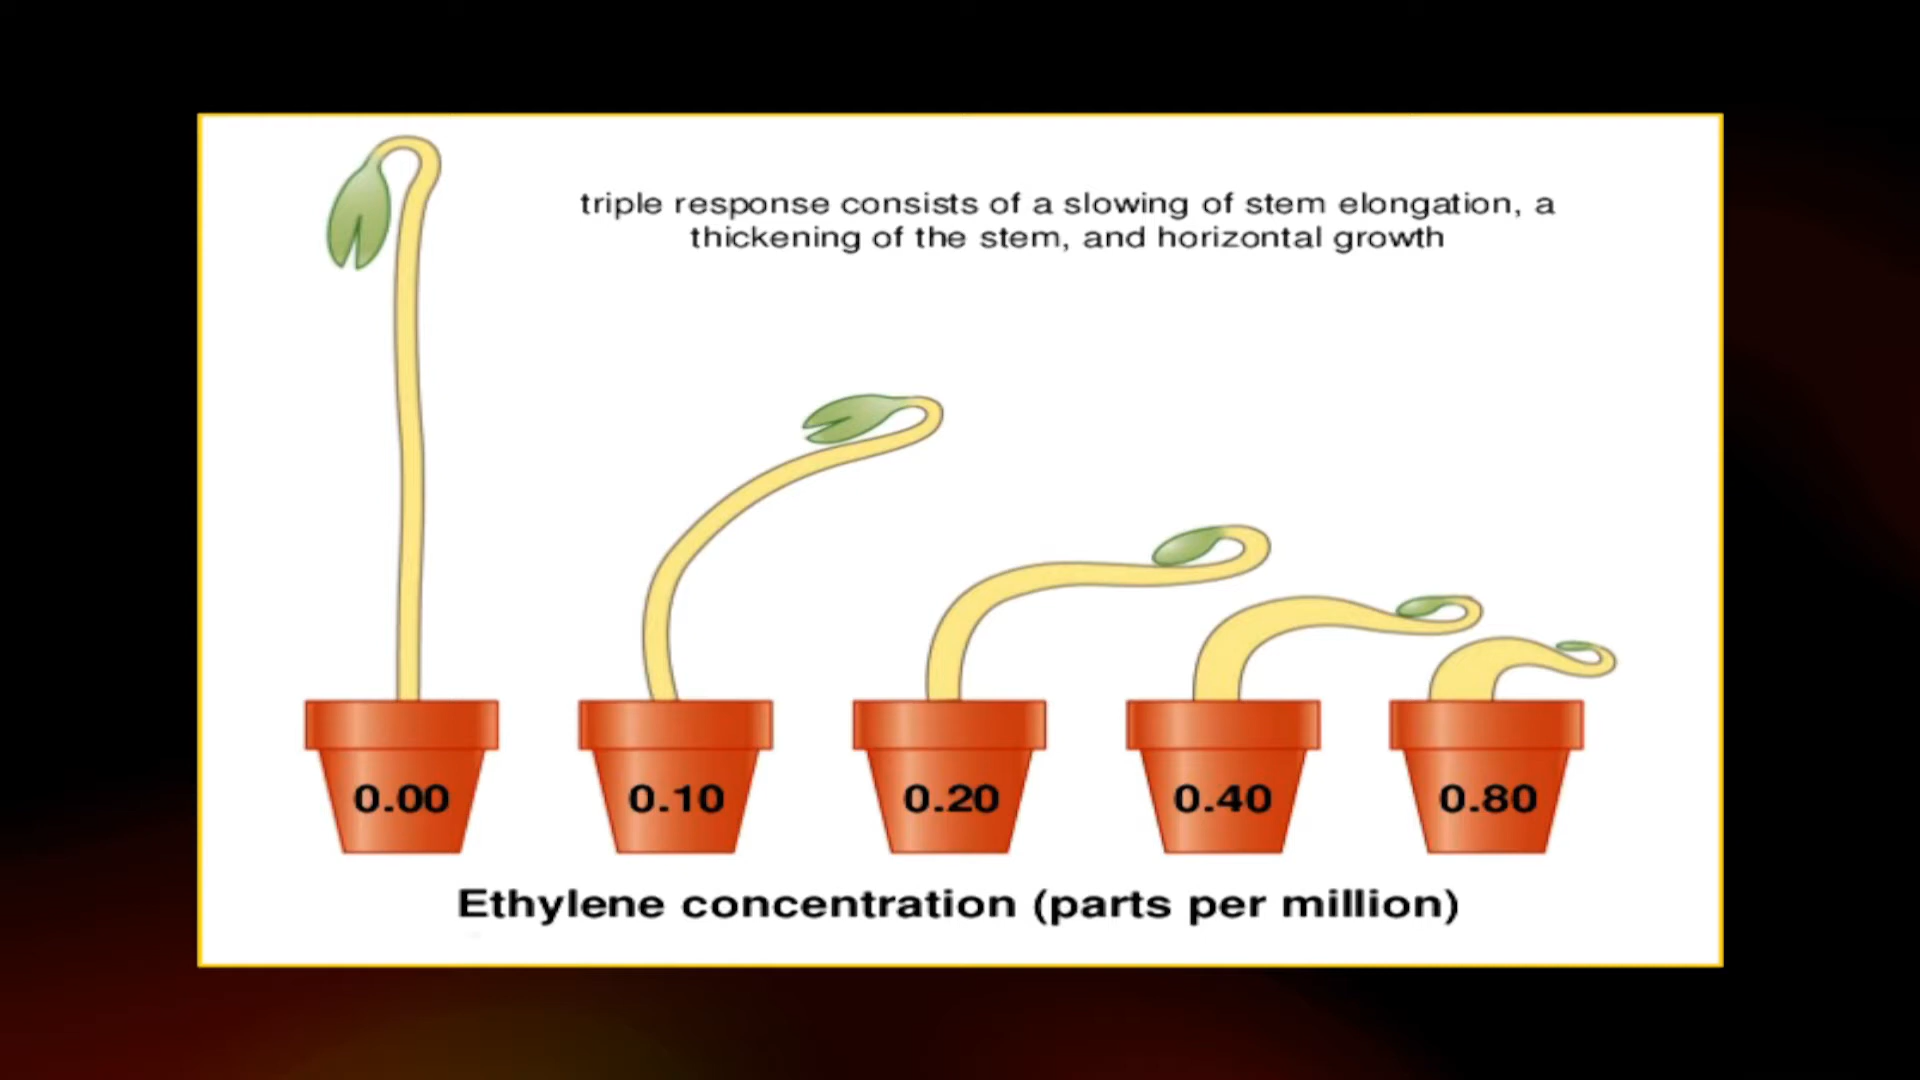 triple response consists of a slowing of stem elongation, a
thickening of the stem, and horizontal growth
0.00
0.10
0.20
0.40
0.80
Ethylene concentration (parts per million)